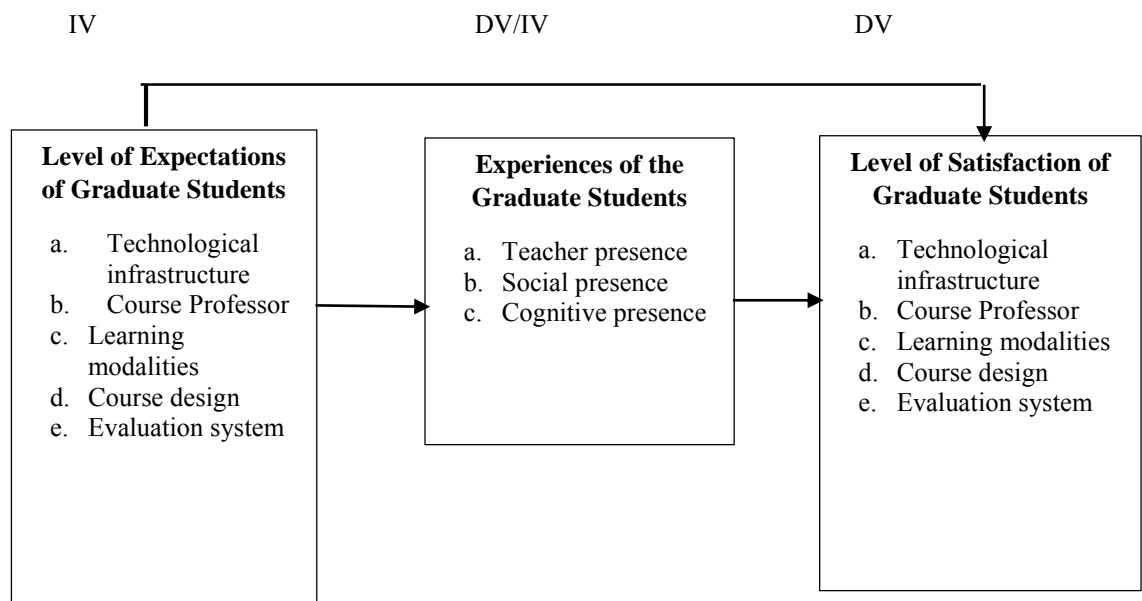 IV
DV/IV
DV
Level of Expectations
of Graduate Students
a. Technological
infrastructure
b. Course Professor
c. Learning
modalities
d. Course design
e. Evaluation system
Experiences of the
Graduate Students
a. Teacher presence
b. Social presence
c. Cognitive presence
Level of Satisfaction of
Graduate Students
a. Technological
infrastructure
b. Course Professor
c. Learning modalities
d. Course design
e. Evaluation system